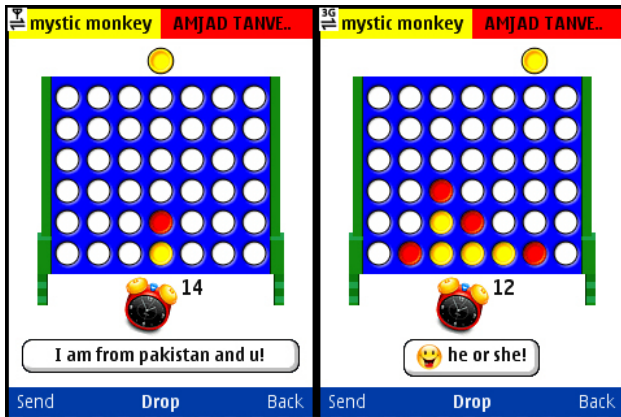 mystic monkey AMJAD TANVE..
14
I am from pakistan and u!
Send Drop Back
3G mystic monkey AMJAD TANVE..
12
he or she!
Send Drop Back